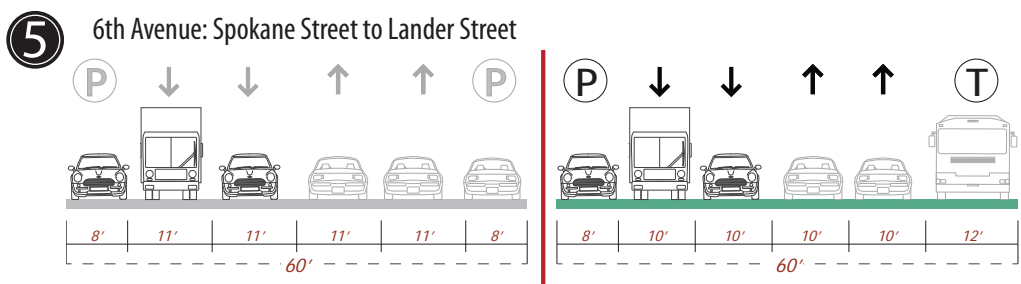 5 6th Avenue: Spokane Street to Lander Street
P ↓ ↓ ↑ ↑ P
8' 11' 11' 11' 11' 8'
60'
P ↓ ↓ ↑ ↑ T
8' 10' 10' 10' 10' 12'
60'